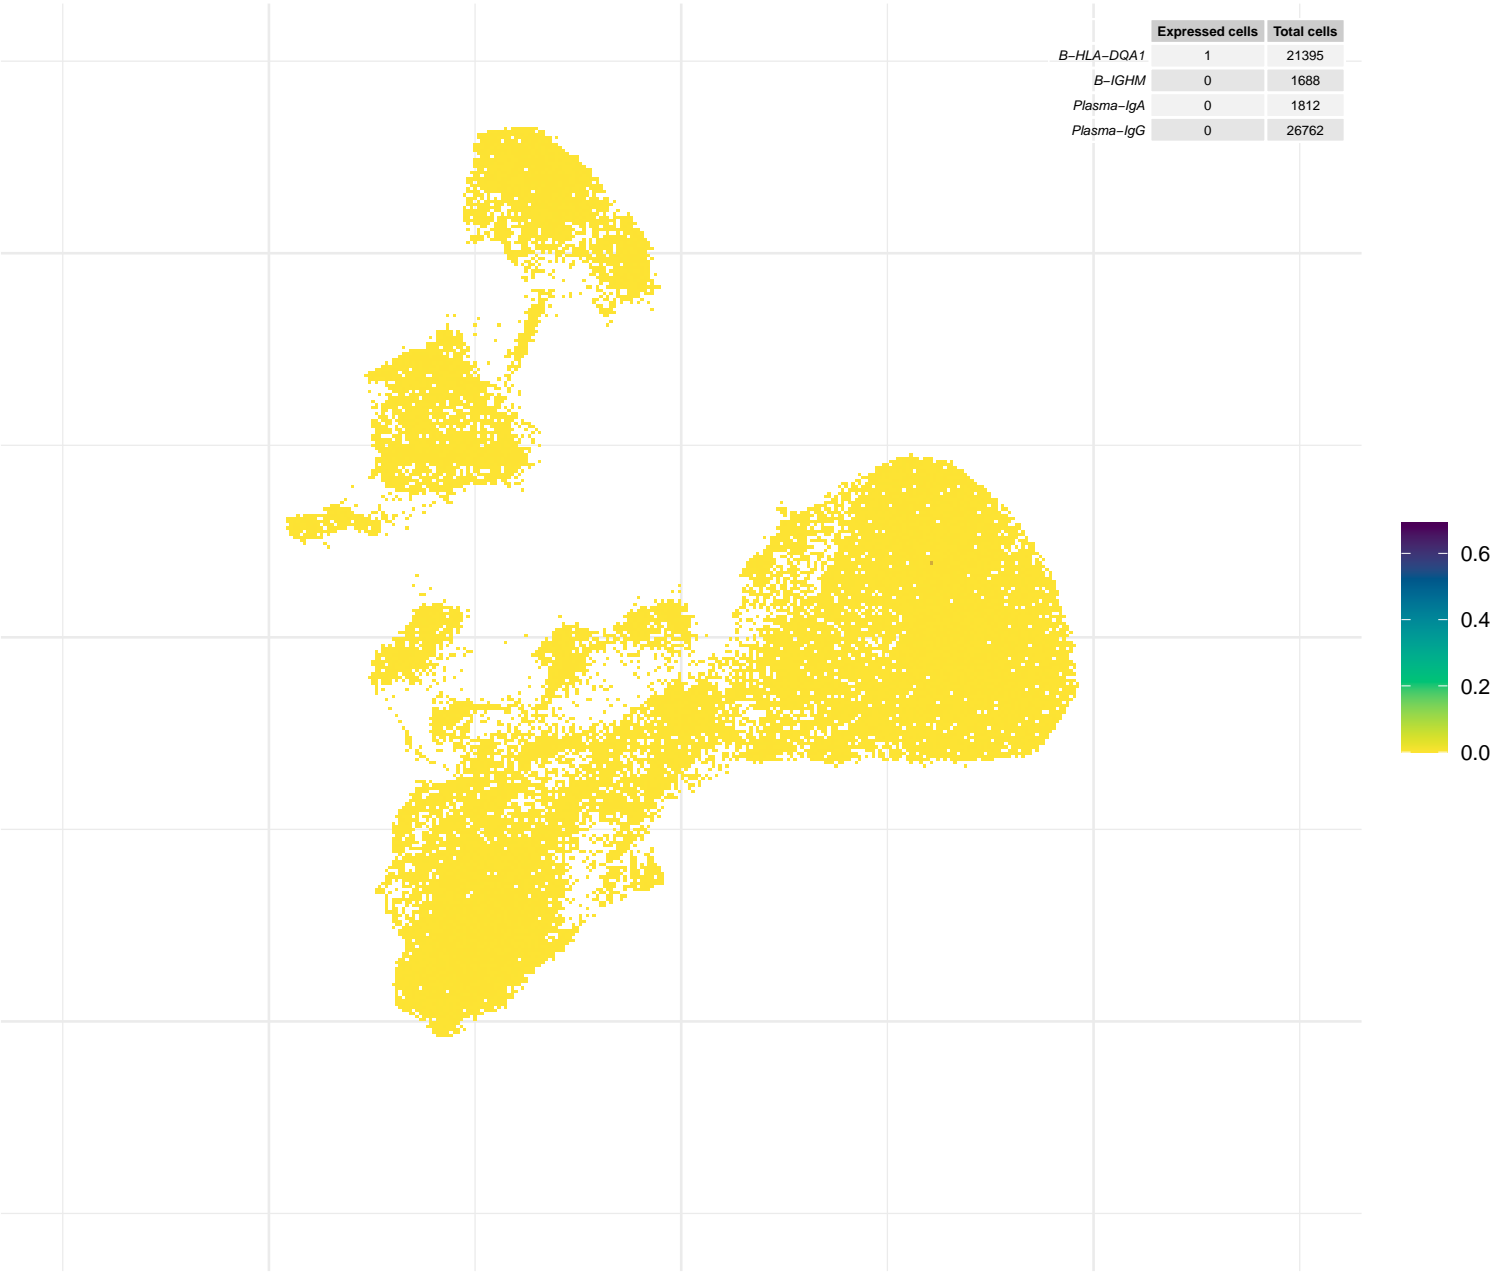 Expressed cells Total cells
B−HLA−DQA1 1 21395
B−IGHM 0 1688
Plasma−IgA 0 1812
Plasma−IgG 0 26762
0.6
0.4
0.2
0.0